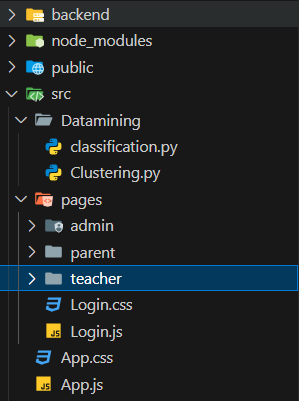 backend
node_modules
public
src
Datamining
classification.py
Clustering.py
pages
admin
parent
teacher
Login.css
Login.js
App.css
App.js